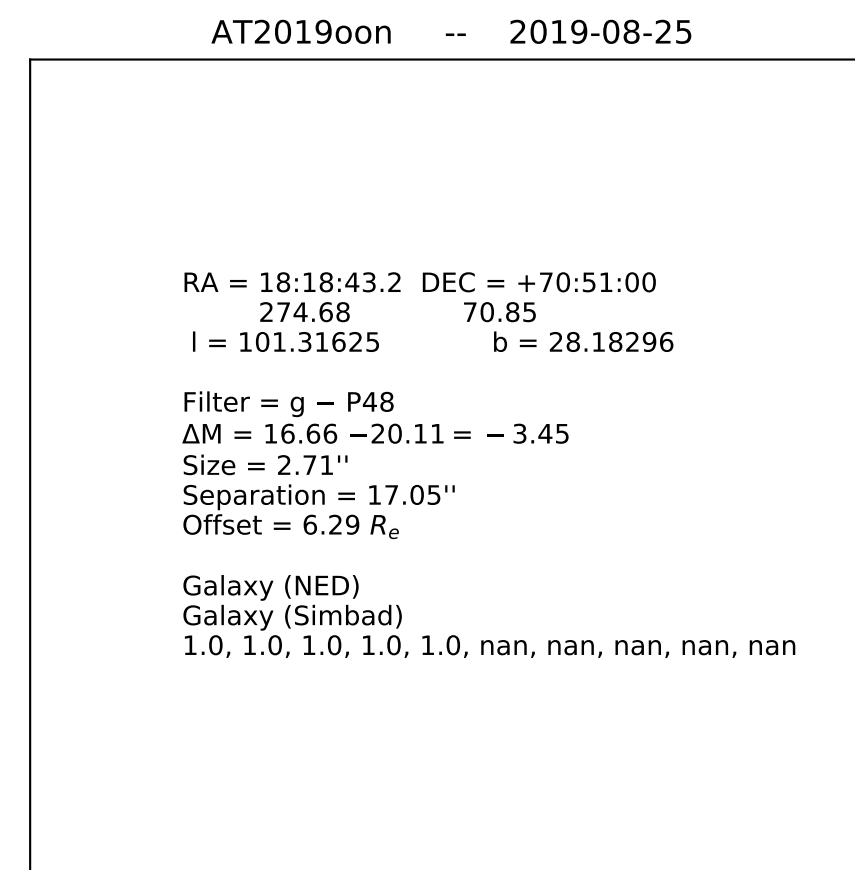 AT2019oon -- 2019-08-25
RA = 18:18:43.2 DEC = +70:51:00
274.68 70.85
l = 101.31625 b = 28.18296
Filter = g − P48
ΔM = 16.66 −20.11 = − 3.45
Size = 2.71''
Separation = 17.05''
Offset = 6.29 Rₑ
Galaxy (NED)
Galaxy (Simbad)
1.0, 1.0, 1.0, 1.0, 1.0, nan, nan, nan, nan, nan